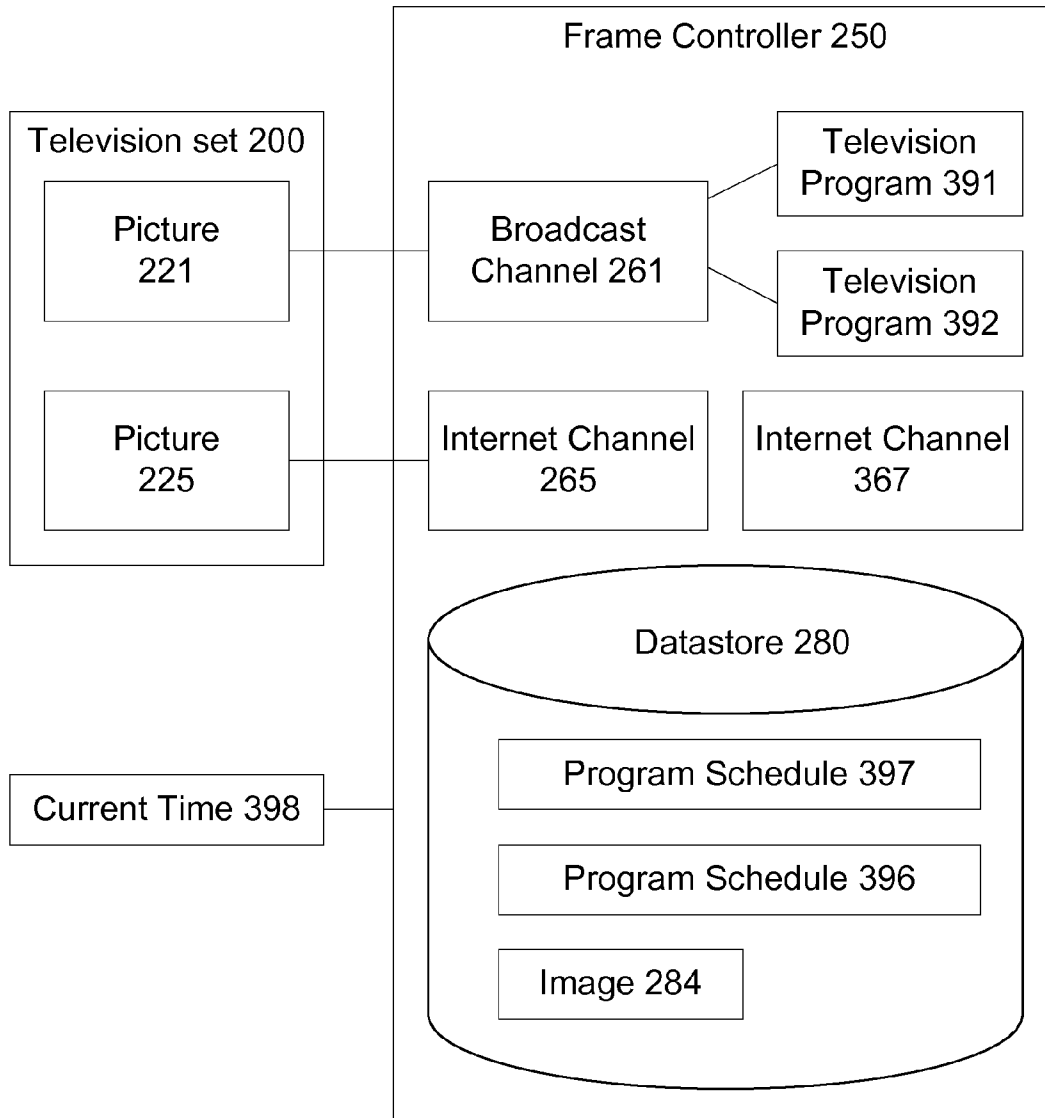 Frame Controller 250
Television set 200
Picture
221
Broadcast
Channel 261
Television
Program 391
Television
Program 392
Picture
225
Internet Channel
265
Internet Channel
367
Datastore 280
Program Schedule 397
Current Time 398
Program Schedule 396
Image 284